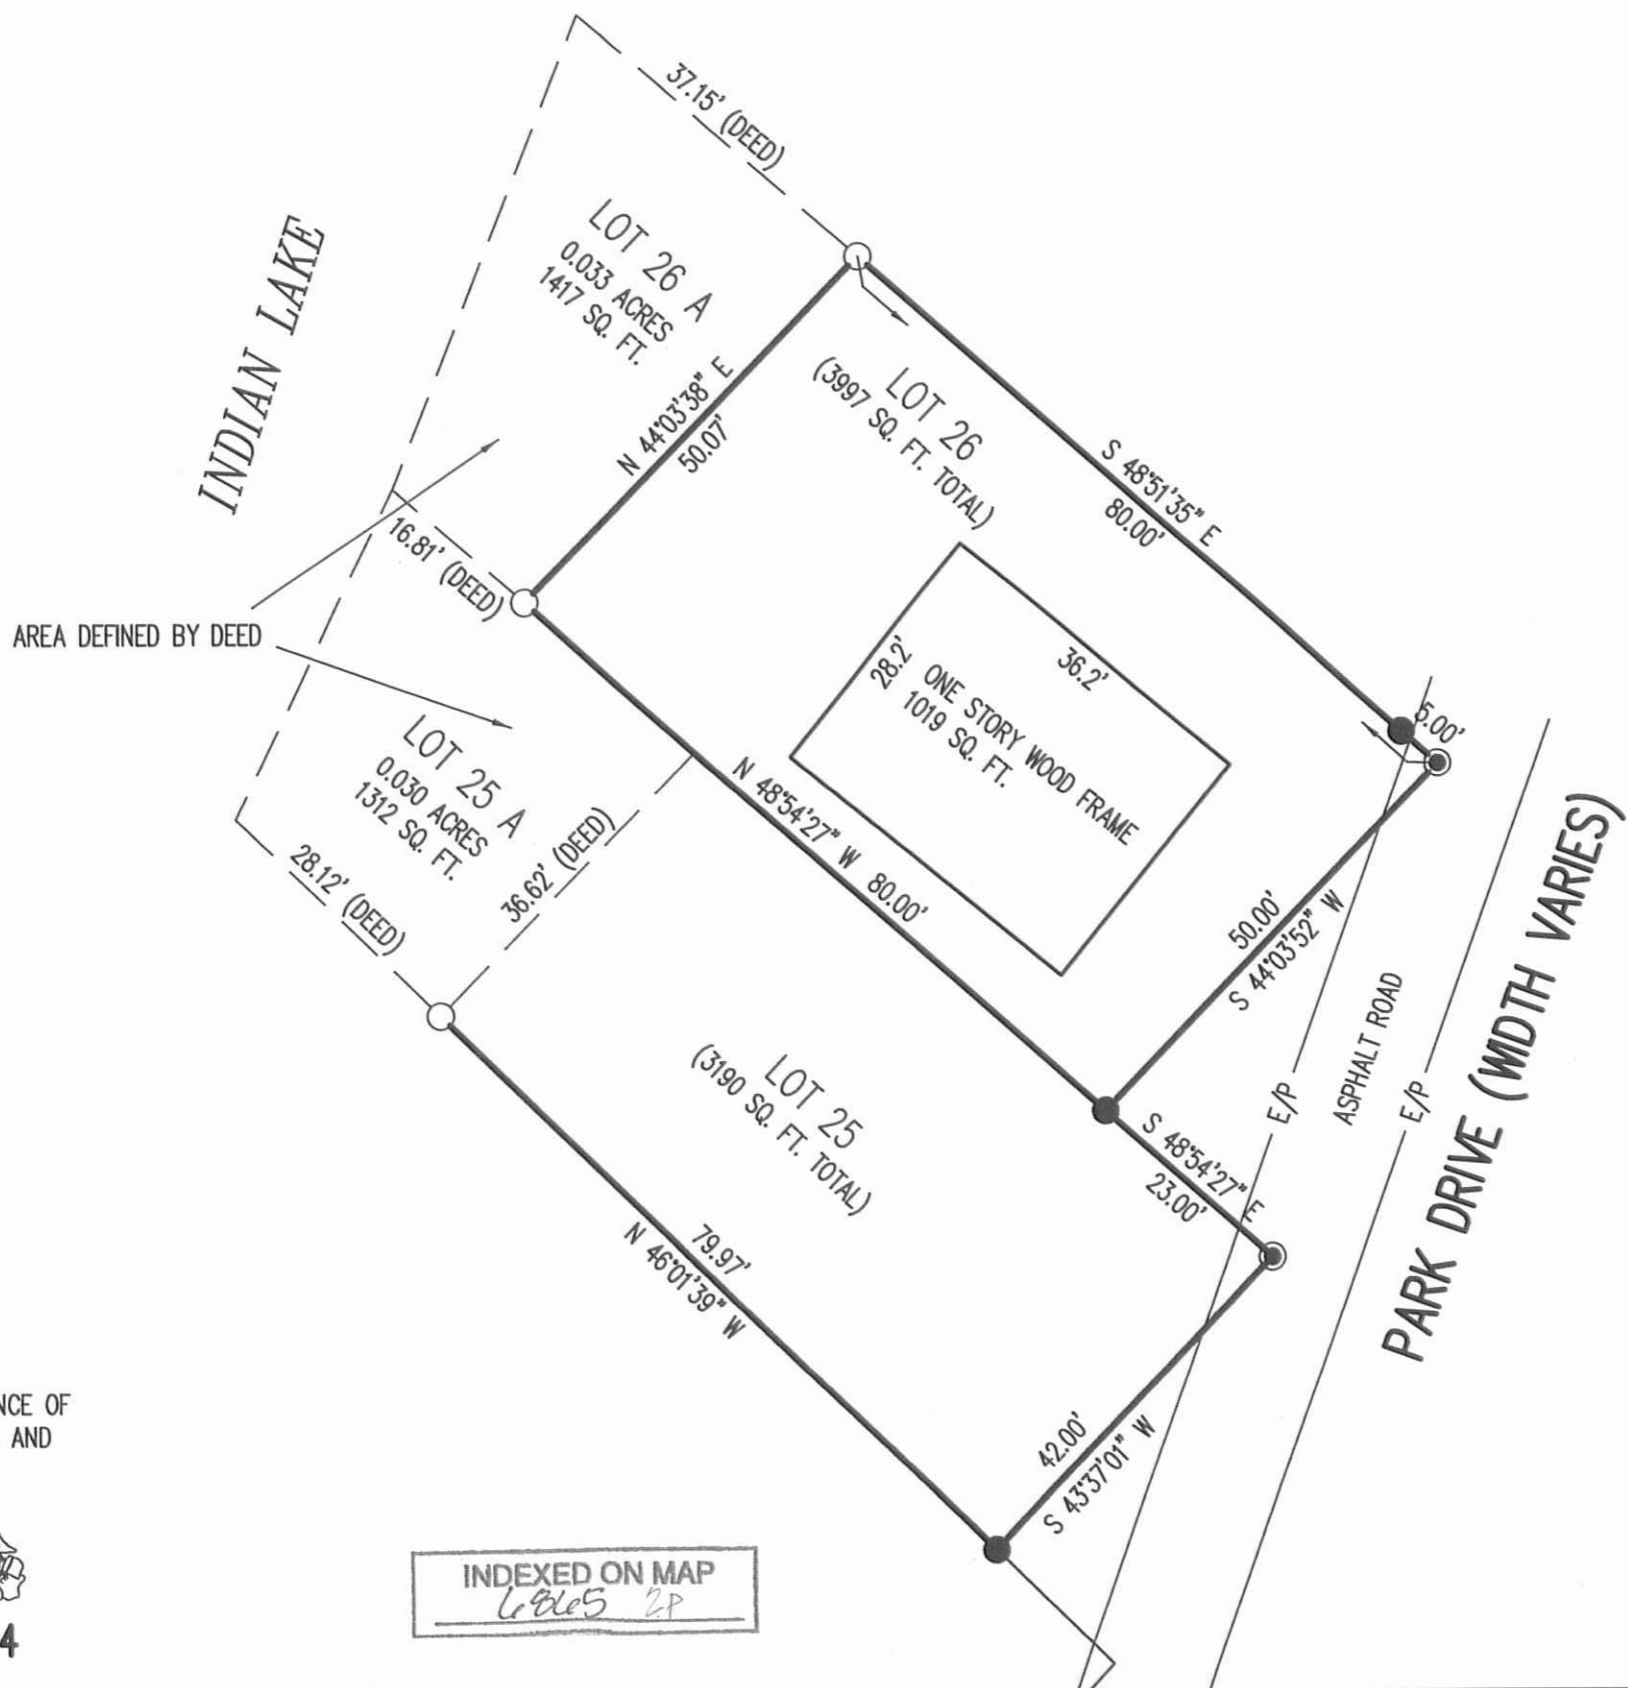 37.15' (DEED)
LOT 26 A
0.033 ACRES
1417 SQ. FT.
INDIAN LAKE
N 44°03'38" E
50.07'
LOT 26
(3997 SQ. FT. TOTAL)
S 48°51'35" E
80.00'
16.81' (DEED)
AREA DEFINED BY DEED
28.2'
36.2'
ONE STORY WOOD FRAME
1019 SQ. FT.
5.00'
LOT 25 A
0.030 ACRES
1312 SQ. FT.
28.12' (DEED)
36.62' (DEED)
N 48°54'27" W 80.00'
50.00'
S 44°03'52" W
E/P
ASPHALT ROAD
E/P
PARK DRIVE (WIDTH VARIES)
LOT 25
(3190 SQ. FT. TOTAL)
S 48°54'27" E
23.00'
79.97'
N 46°01'39" W
42.00'
S 43°37'01" W
NCE OF
AND
4
INDEXED ON MAP
6865 2P